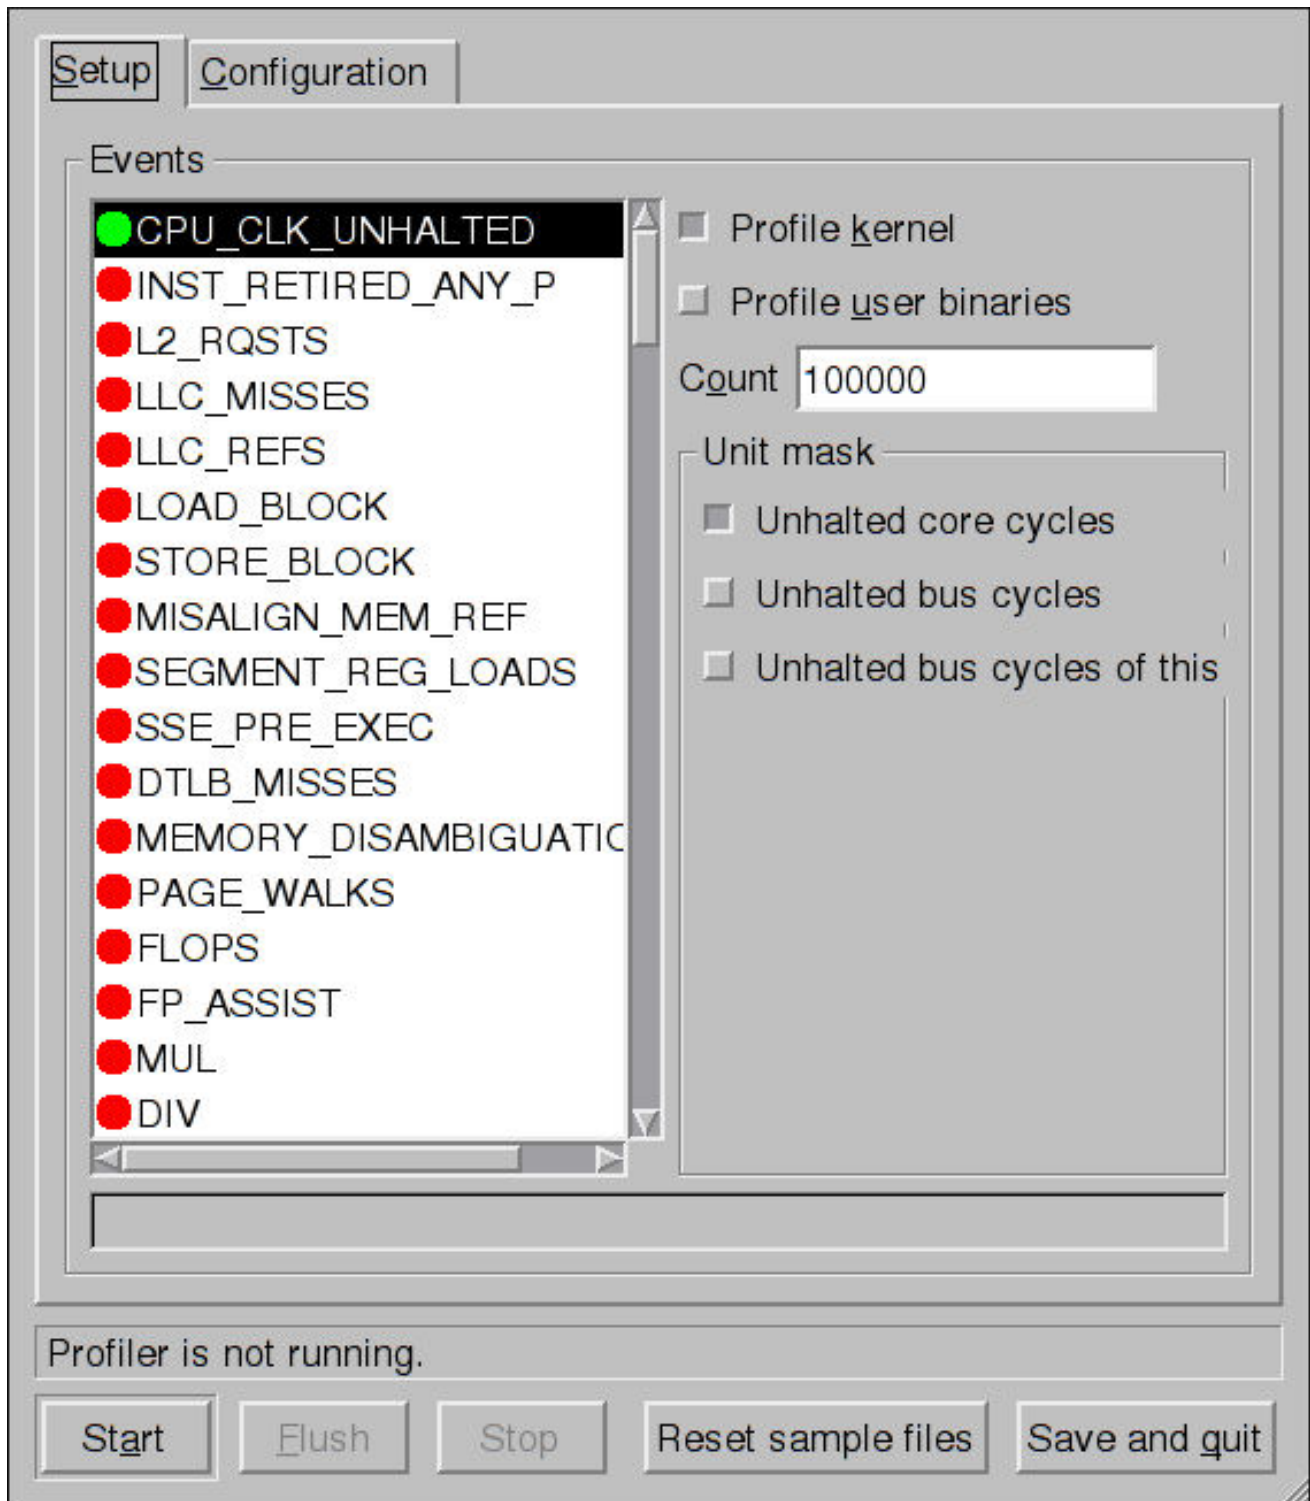 Setup
Configuration
Events
CPU_CLK_UNHALTED
INST_RETIRED_ANY_P
L2_RQSTS
LLC_MISSES
LLC_REFS
LOAD_BLOCK
STORE_BLOCK
MISALIGN_MEM_REF
SEGMENT_REG_LOADS
SSE_PRE_EXEC
DTLB_MISSES
MEMORY_DISAMBIGUATIC
PAGE_WALKS
FLOPS
FP_ASSIST
MUL
DIV
Profile kernel
Profile user binaries
Count 100000
Unit mask
Unhalted core cycles
Unhalted bus cycles
Unhalted bus cycles of this
Profiler is not running.
Start
Flush
Stop
Reset sample files
Save and quit